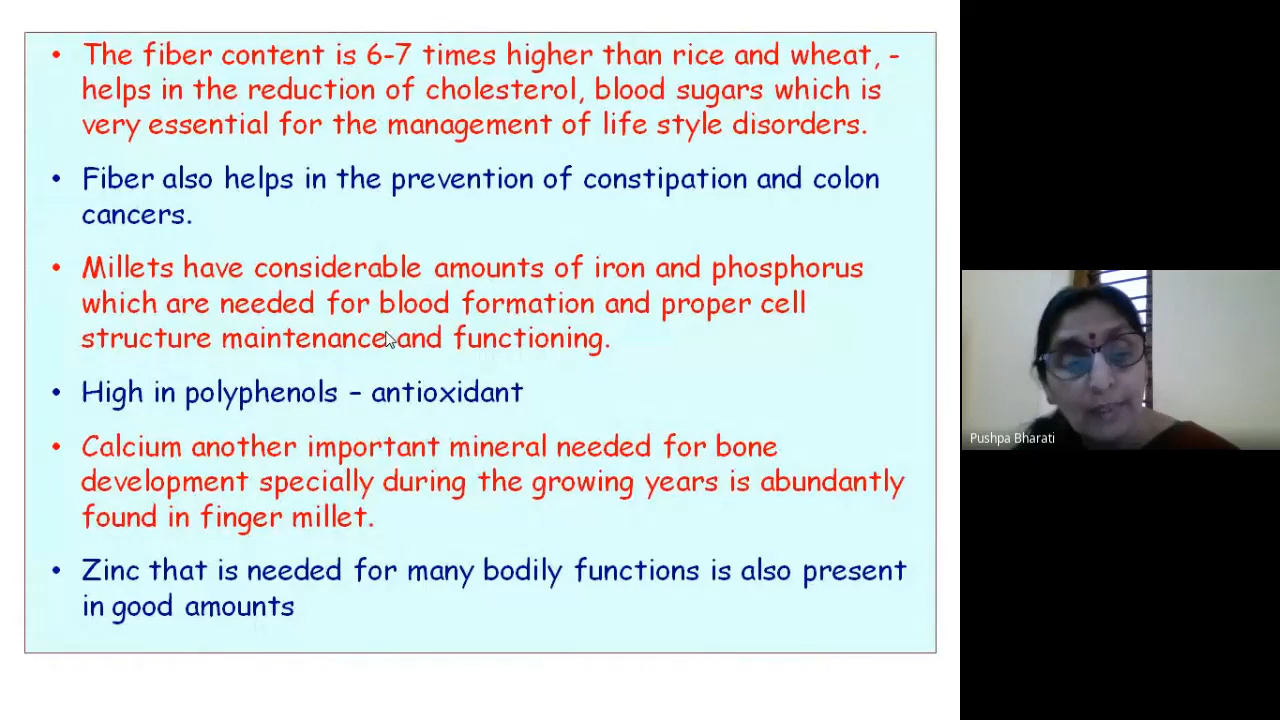 • The fiber content is 6-7 times higher than rice and wheat, -
helps in the reduction of cholesterol, blood sugars which is
very essential for the management of life style disorders.
• Fiber also helps in the prevention of constipation and colon
cancers.
• Millets have considerable amounts of iron and phosphorus
which are needed for blood formation and proper cell
structure maintenance and functioning.
• High in polyphenols – antioxidant
• Calcium another important mineral needed for bone
development specially during the growing years is abundantly
found in finger millet.
• Zinc that is needed for many bodily functions is also present
in good amounts
Pushpa Bharati